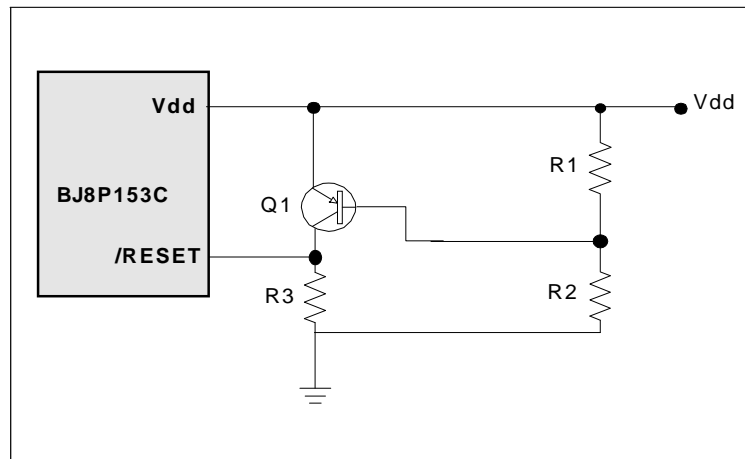 Vdd
Vdd
R1
BJ8P153C
Q1
/RESET
R3
R2